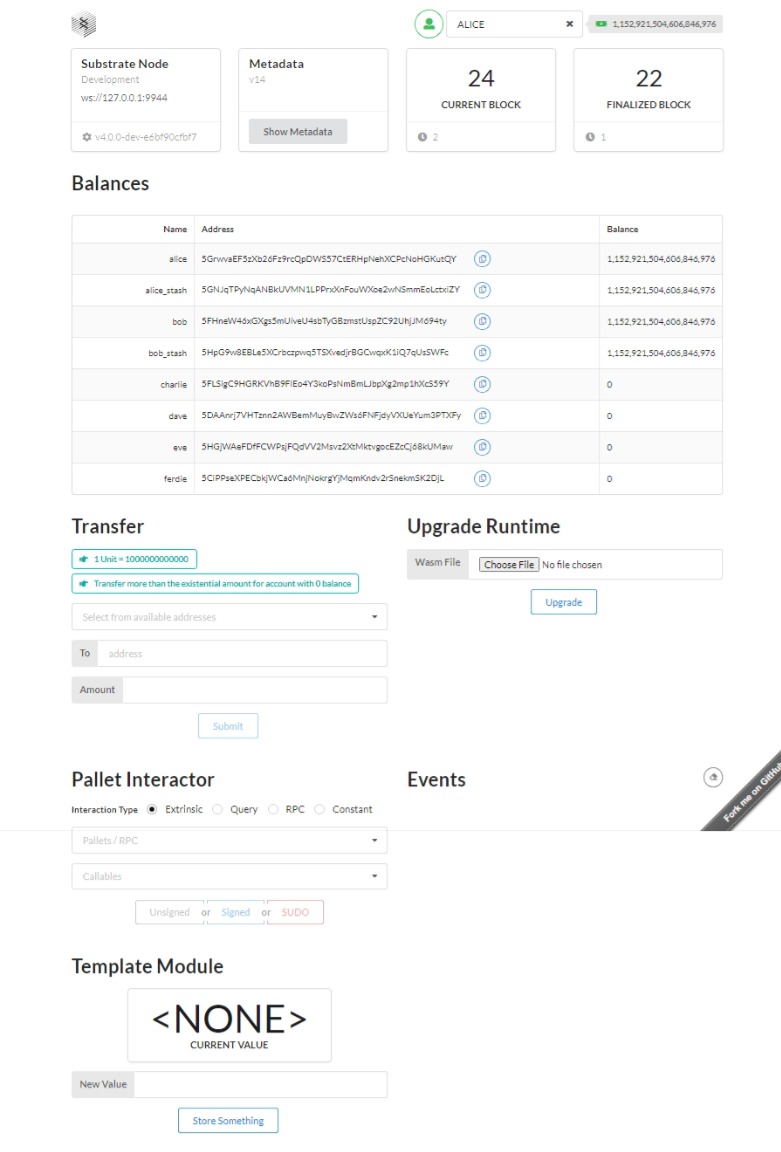 ALICE
1,152,921,504,606,846,976
Substrate Node
Development
ws://127.0.0.1:9944
v4.0.0-dev-e6bf90cfbf7
Metadata
v14
Show Metadata
24
CURRENT BLOCK
2
22
FINALIZED BLOCK
1
Balances
Name Address Balance
alice 5GrwvaEF5zXb26Fz9rcQpDWS57CtERHpNehXCPcNoHGKutQY 1,152,921,504,606,846,976
alice_stash 5GNJqTPyNqANBkUVMN1LPPrxXnFouWXoe2wNSmmEoLctxiZY 1,152,921,504,606,846,976
bob 5FHneW46xGXgs5mUiveU4sbTyGBzmstUspZC92UhjJM694ty 1,152,921,504,606,846,976
bob_stash 5HpG9w8EBLe5XCrbczpwq5TSXvedjrBGCwqxK1iQ7qUsSWFc 1,152,921,504,606,846,976
charlie 5FLSigC9HGRKVhB9FiEo4Y3koPsNmBmLJbpXg2mp1hXcS59Y 0
dave 5DAAnrj7VHTznn2AWBemMuyBwZWs6FNFjdyVXUeYum3PTXFy 0
eve 5HGjWAeFDfFCWPsjFQdVV2Msvz2XtMktvgocEZcCj68kUMaw 0
ferdie 5CiPPseXPECbkjWCa6MnjNokrgYjMqmKndv2rSnekmSK2DjL 0
Transfer
1 Unit = 1000000000000
Transfer more than the existential amount for account with 0 balance
Select from available addresses
To address
Amount
Submit
Upgrade Runtime
Wasm File Choose File No file chosen
Upgrade
Pallet Interactor
Interaction Type Extrinsic Query RPC Constant
Pallets / RPC
Callables
Unsigned or Signed or SUDO
Events
Fork me on GitHub
Template Module
<NONE>
CURRENT VALUE
New Value
Store Something